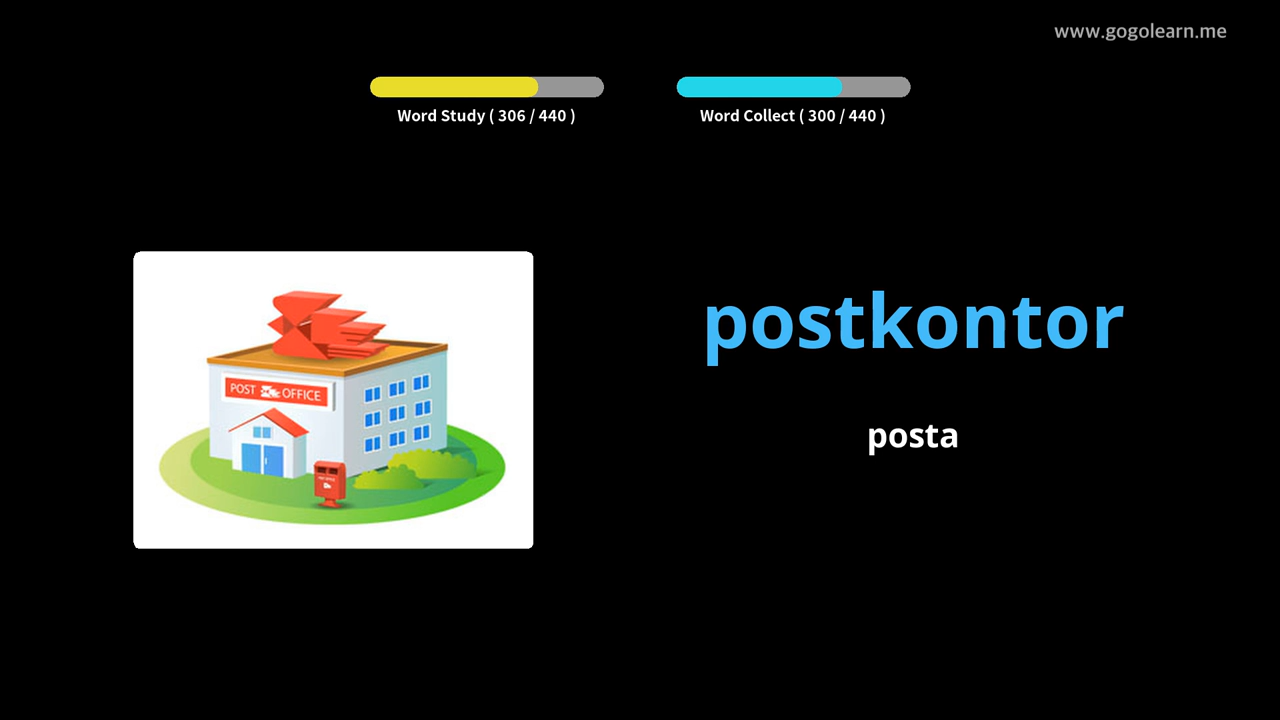 www.gogolearn.me
Word Study ( 306 / 440 )
Word Collect ( 300 / 440 )
postkontor
posta
POST OFFICE